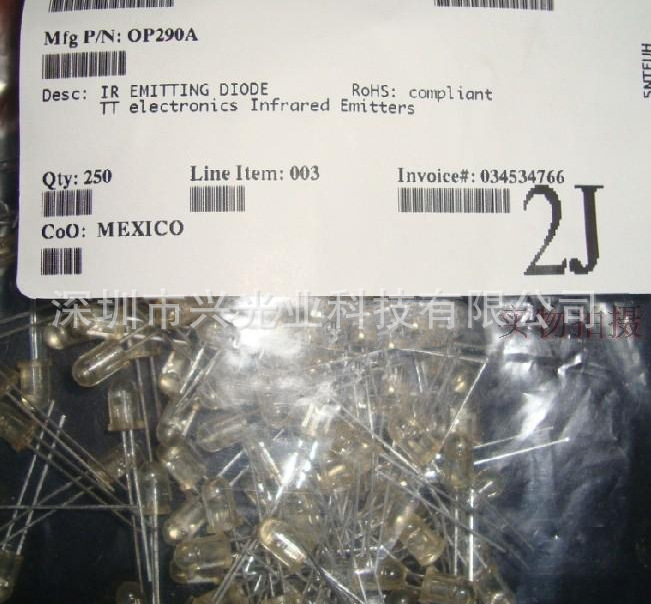 Mfg P/N: OP290A
Desc: IR EMITTING DIODE RoHS: compliant
TT electronics Infrared Emitters
Qty: 250 Line Item: 003 Invoice#: 034534766
CoO: MEXICO
2J
深圳市兴兆业科技有限公司
实物拍摄